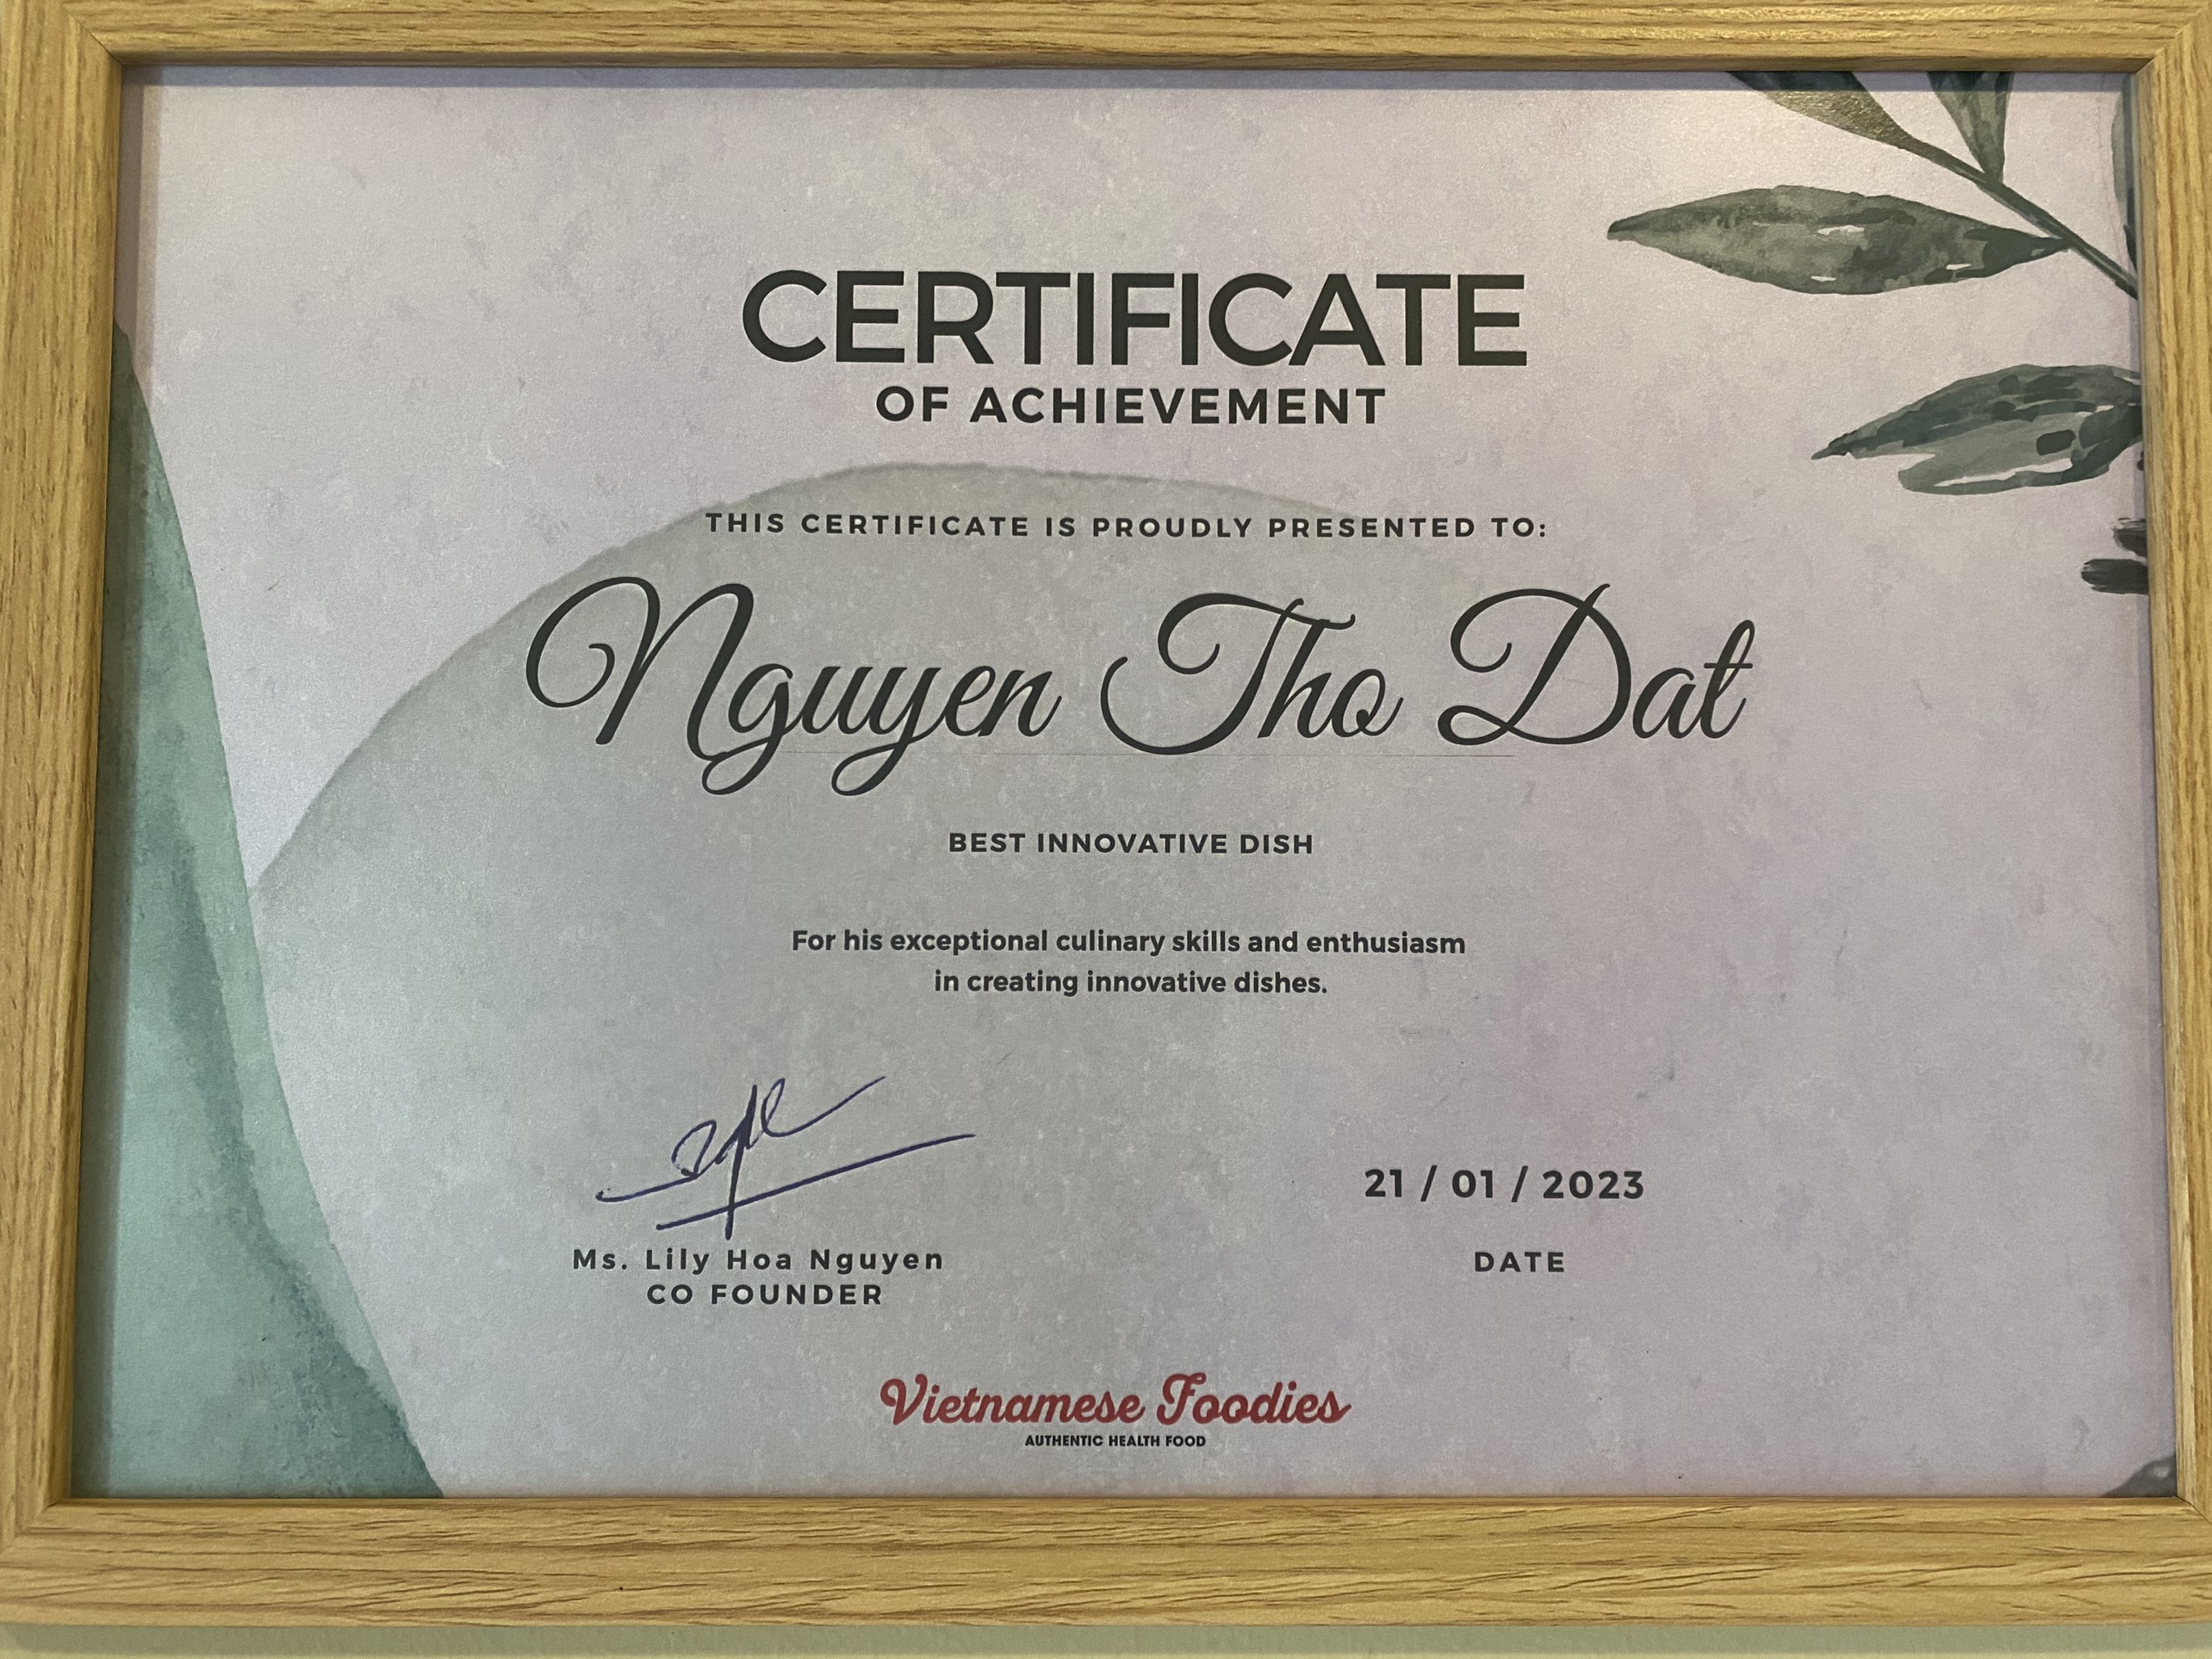 CERTIFICATE
OF ACHIEVEMENT
THIS CERTIFICATE IS PROUDLY PRESENTED TO:
Nguyen Tho Dat
BEST INNOVATIVE DISH
For his exceptional culinary skills and enthusiasm
in creating innovative dishes.
21 / 01 / 2023
Ms. Lily Hoa Nguyen
CO FOUNDER
DATE
Vietnamese Foodies
AUTHENTIC HEALTH FOOD